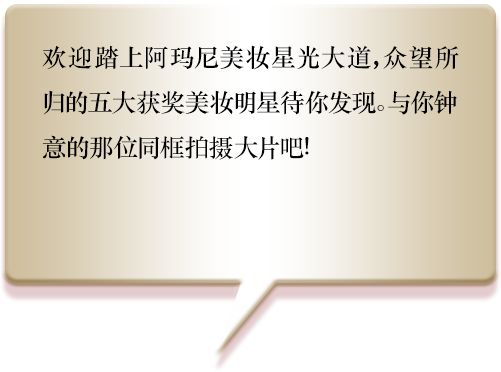 欢迎踏上阿玛尼美妆星光大道，众望所
归的五大获奖美妆明星待你发现。与你钟
意的那位同框拍摄大片吧！